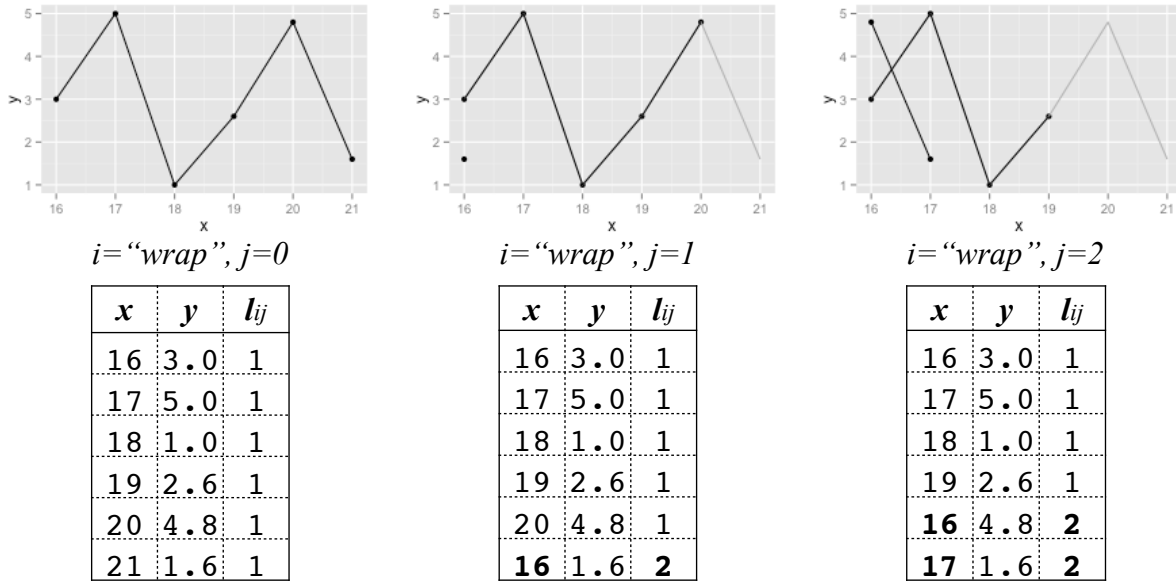 5
4
3
2
1
y
16 17 18 19 20 21
x
i=“wrap”, j=0
x y lij
16 3.0 1
17 5.0 1
18 1.0 1
19 2.6 1
20 4.8 1
21 1.6 1
5
4
3
2
1
y
16 17 18 19 20 21
x
i=“wrap”, j=1
x y lij
16 3.0 1
17 5.0 1
18 1.0 1
19 2.6 1
20 4.8 1
16 1.6 2
5
4
3
2
1
y
16 17 18 19 20 21
x
i=“wrap”, j=2
x y lij
16 3.0 1
17 5.0 1
18 1.0 1
19 2.6 1
16 4.8 2
17 1.6 2